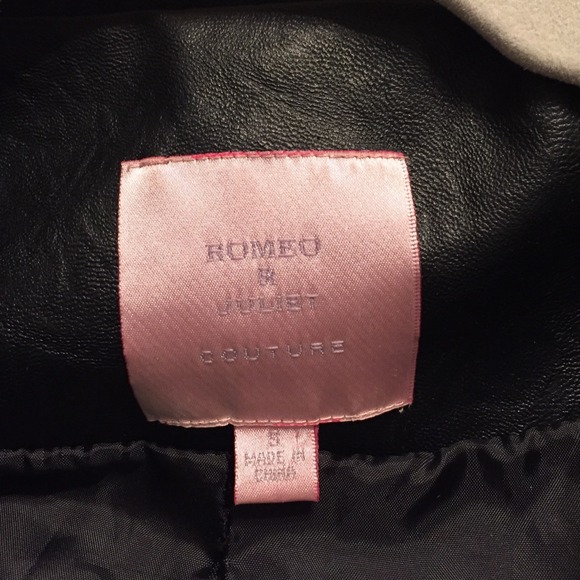 ROMEO
&
JULIET
COUTURE
S
MADE IN
CHINA